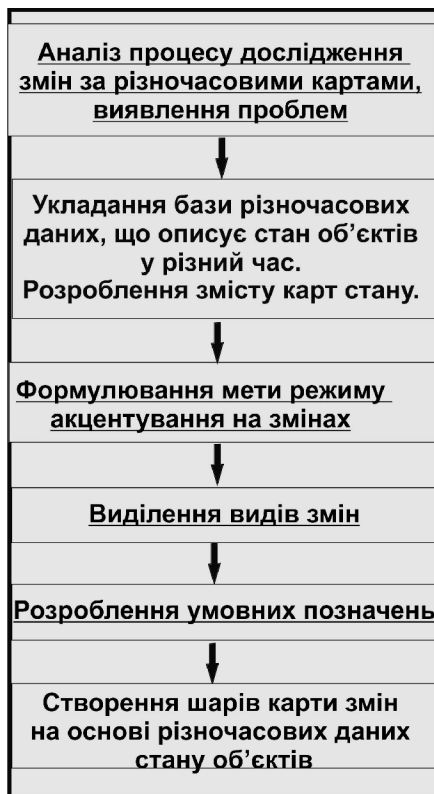 Аналіз процесу дослідження
змін за різночасовими картами,
виявлення проблем
Укладання бази різночасових
даних, що описує стан об’єктів
у різний час.
Розроблення змісту карт стану.
Формулювання мети режиму
акцентування на змінах
Виділення видів змін
Розроблення умовних позначень
Створення шарів карти змін
на основі різночасових даних
стану об’єктів